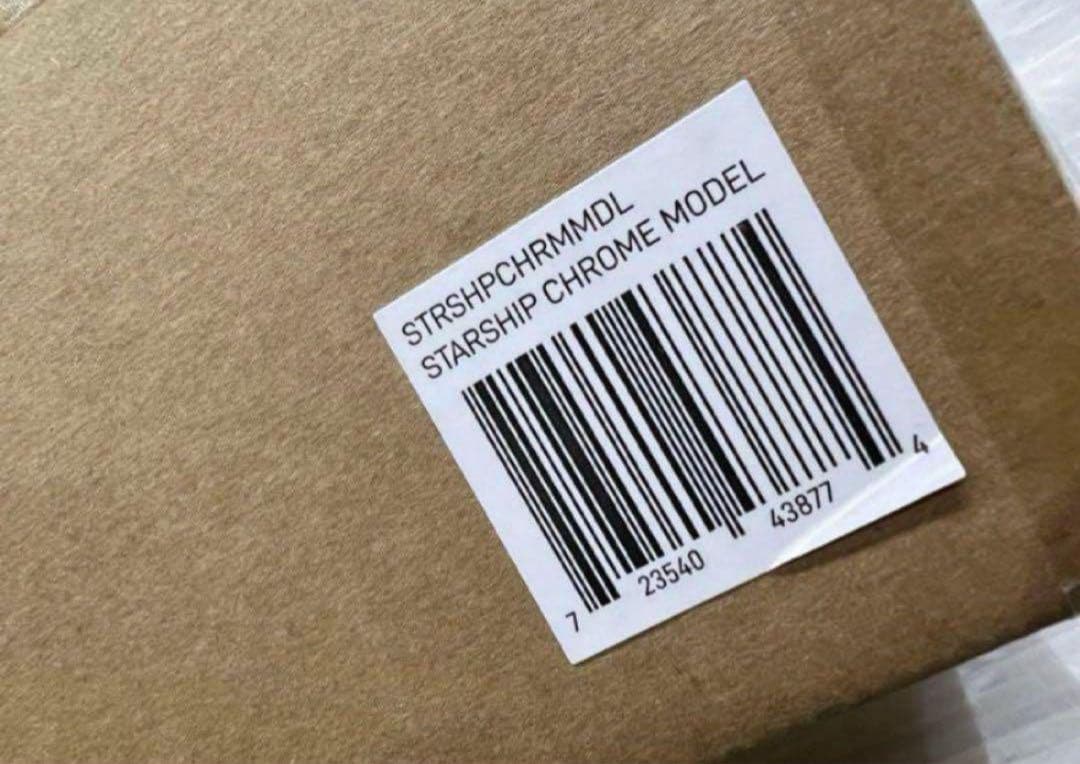 STRSHPCHRMMDL
STARSHIP CHROME MODEL
7 23540 43877 4